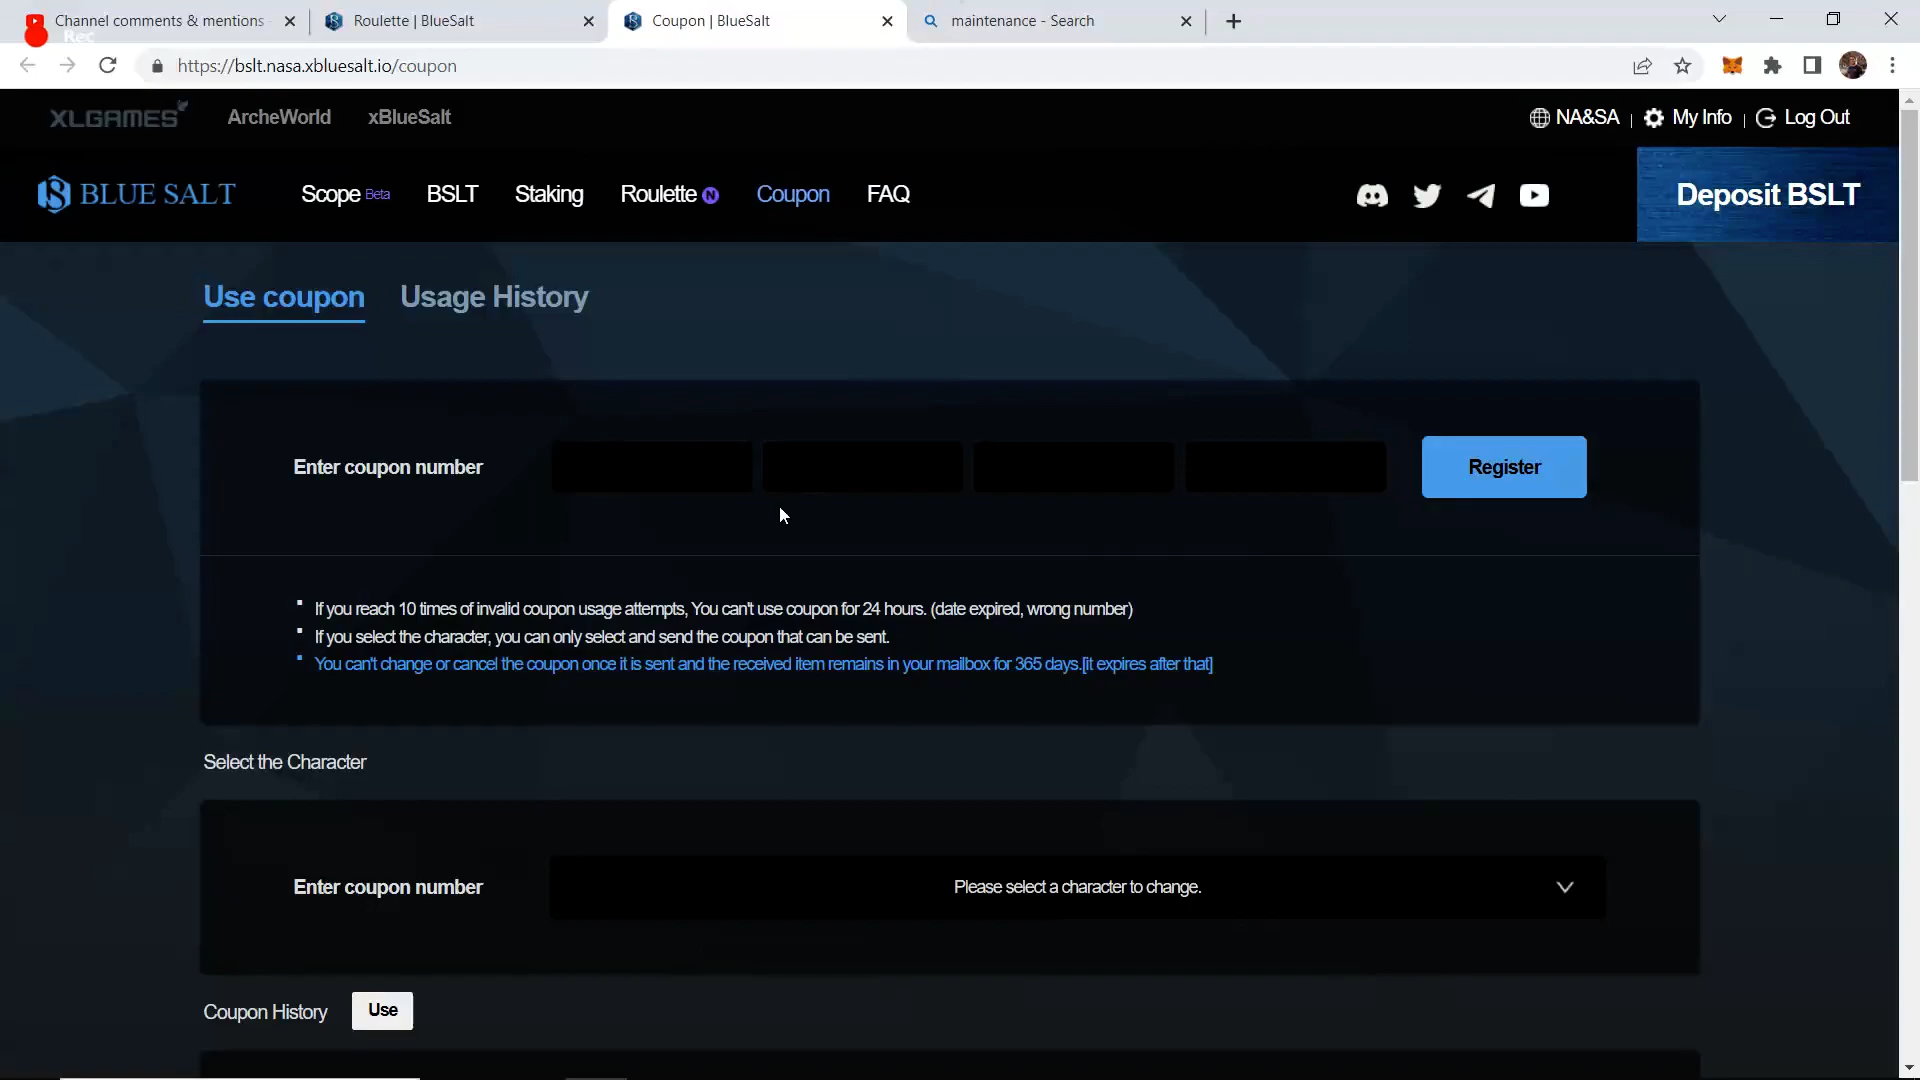 Channel comments & mentions
Roulette | BlueSalt
Coupon | BlueSalt
maintenance - Search
Rec
https://bslt.nasa.xbluesalt.io/coupon
XLGAMES
ArcheWorld
xBlueSalt
NA&SA | My Info | Log Out
BLUE SALT
Scope Beta
BSLT
Staking
Roulette N
Coupon
FAQ
Deposit BSLT
Use coupon
Usage History
Enter coupon number
Register
If you reach 10 times of invalid coupon usage attempts, You can't use coupon for 24 hours. (date expired, wrong number)
If you select the character, you can only select and send the coupon that can be sent.
You can't change or cancel the coupon once it is sent and the received item remains in your mailbox for 365 days.[it expires after that]
Select the Character
Enter coupon number
Please select a character to change.
Coupon History
Use